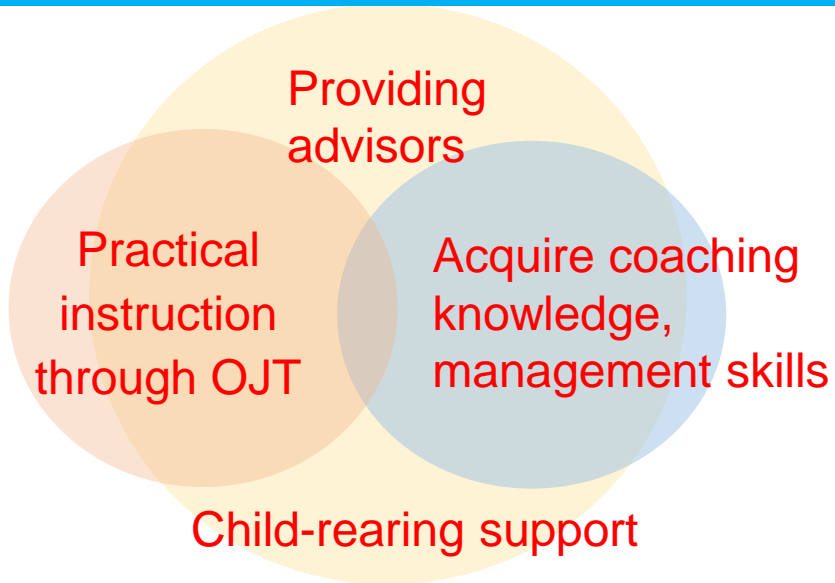 Providing
advisors
Practical
instruction
through OJT
Acquire coaching
knowledge,
management skills
Child-rearing support